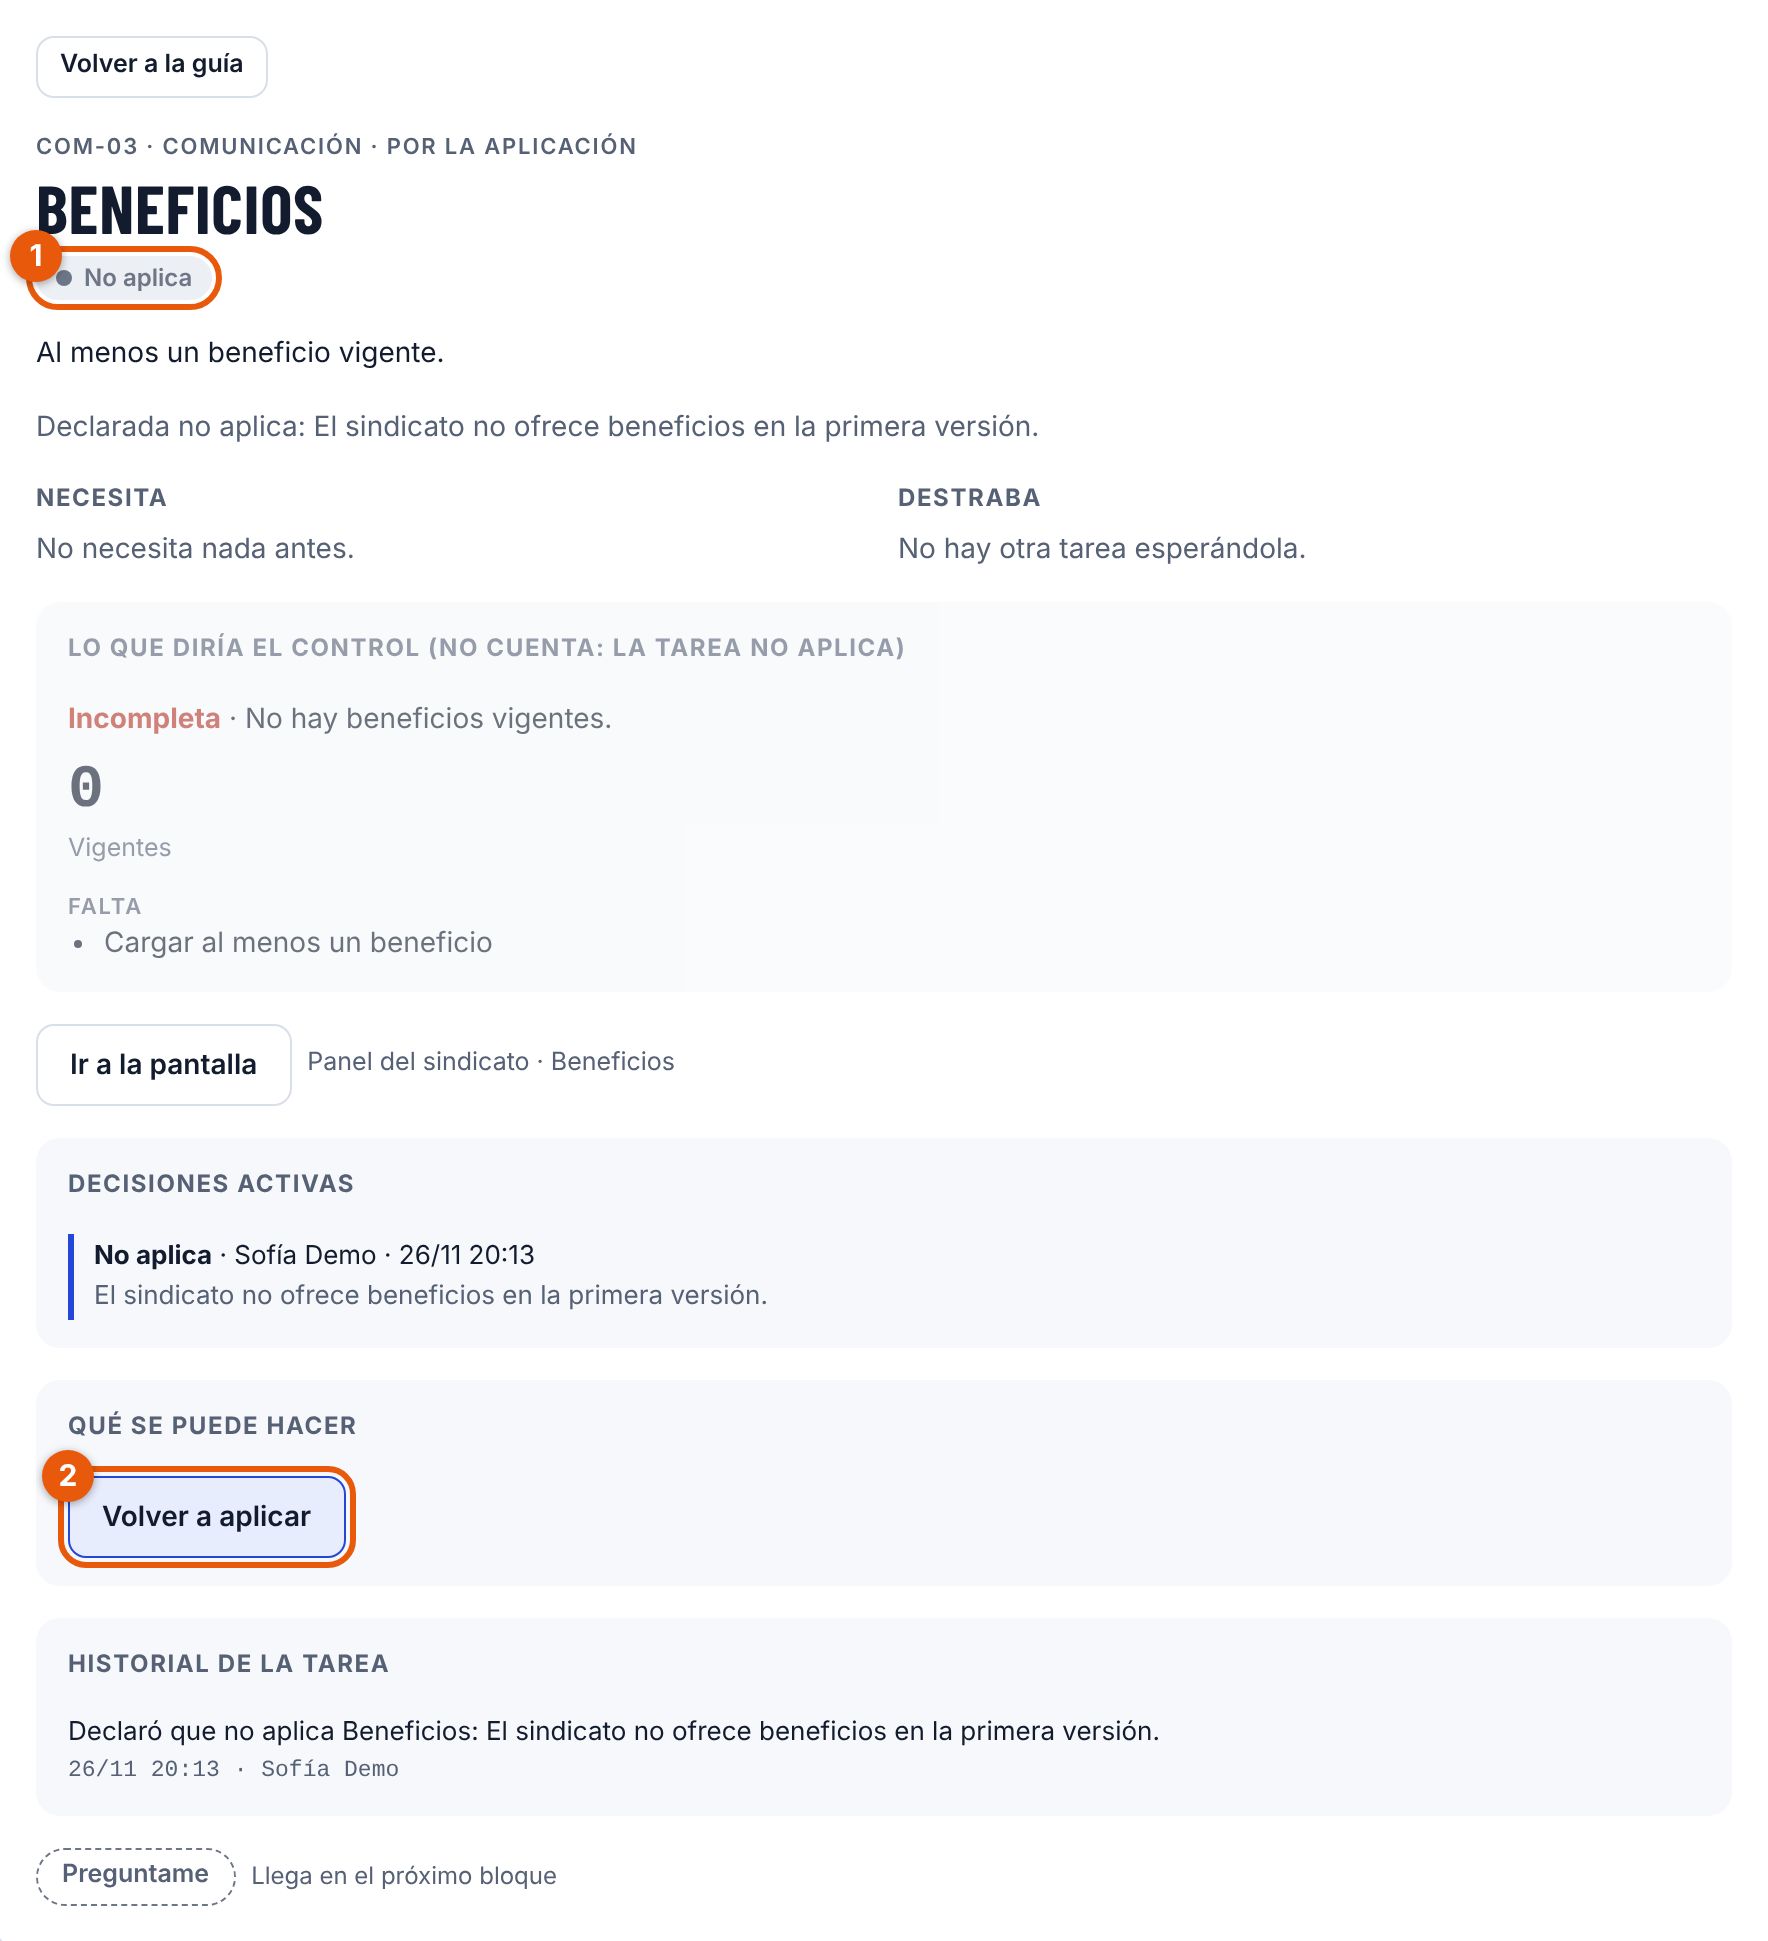 Volver a la guía
COM-03 · COMUNICACIÓN · POR LA APLICACIÓN
BENEFICIOS
1
No aplica
Al menos un beneficio vigente.
Declarada no aplica: El sindicato no ofrece beneficios en la primera versión.
NECESITA
No necesita nada antes.
DESTRABA
No hay otra tarea esperándola.
LO QUE DIRÍA EL CONTROL (NO CUENTA: LA TAREA NO APLICA)
Incompleta · No hay beneficios vigentes.
0
Vigentes
FALTA
• Cargar al menos un beneficio
Ir a la pantalla
Panel del sindicato · Beneficios
DECISIONES ACTIVAS
No aplica · Sofía Demo · 26/11 20:13
El sindicato no ofrece beneficios en la primera versión.
QUÉ SE PUEDE HACER
2
Volver a aplicar
HISTORIAL DE LA TAREA
Declaró que no aplica Beneficios: El sindicato no ofrece beneficios en la primera versión.
26/11 20:13 · Sofía Demo
Preguntame
Llega en el próximo bloque